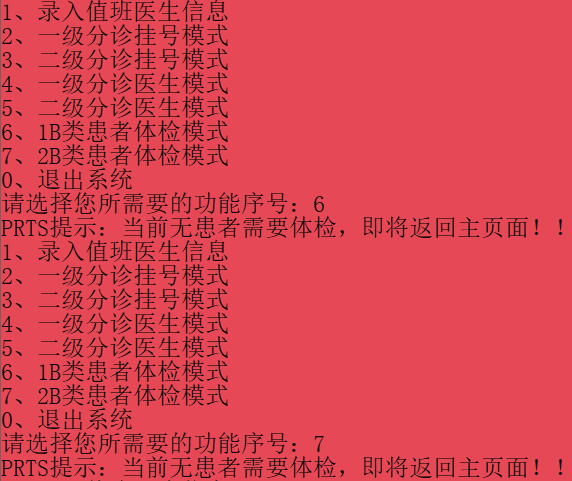 1、录入值班医生信息
2、一级分诊挂号模式
3、二级分诊挂号模式
4、一级分诊医生模式
5、二级分诊医生模式
6、1B类患者体检模式
7、2B类患者体检模式
0、退出系统
请选择您所需要的功能序号：6
PRTS提示：当前无患者需要体检，即将返回主页面！！
1、录入值班医生信息
2、一级分诊挂号模式
3、二级分诊挂号模式
4、一级分诊医生模式
5、二级分诊医生模式
6、1B类患者体检模式
7、2B类患者体检模式
0、退出系统
请选择您所需要的功能序号：7
PRTS提示：当前无患者需要体检，即将返回主页面！！